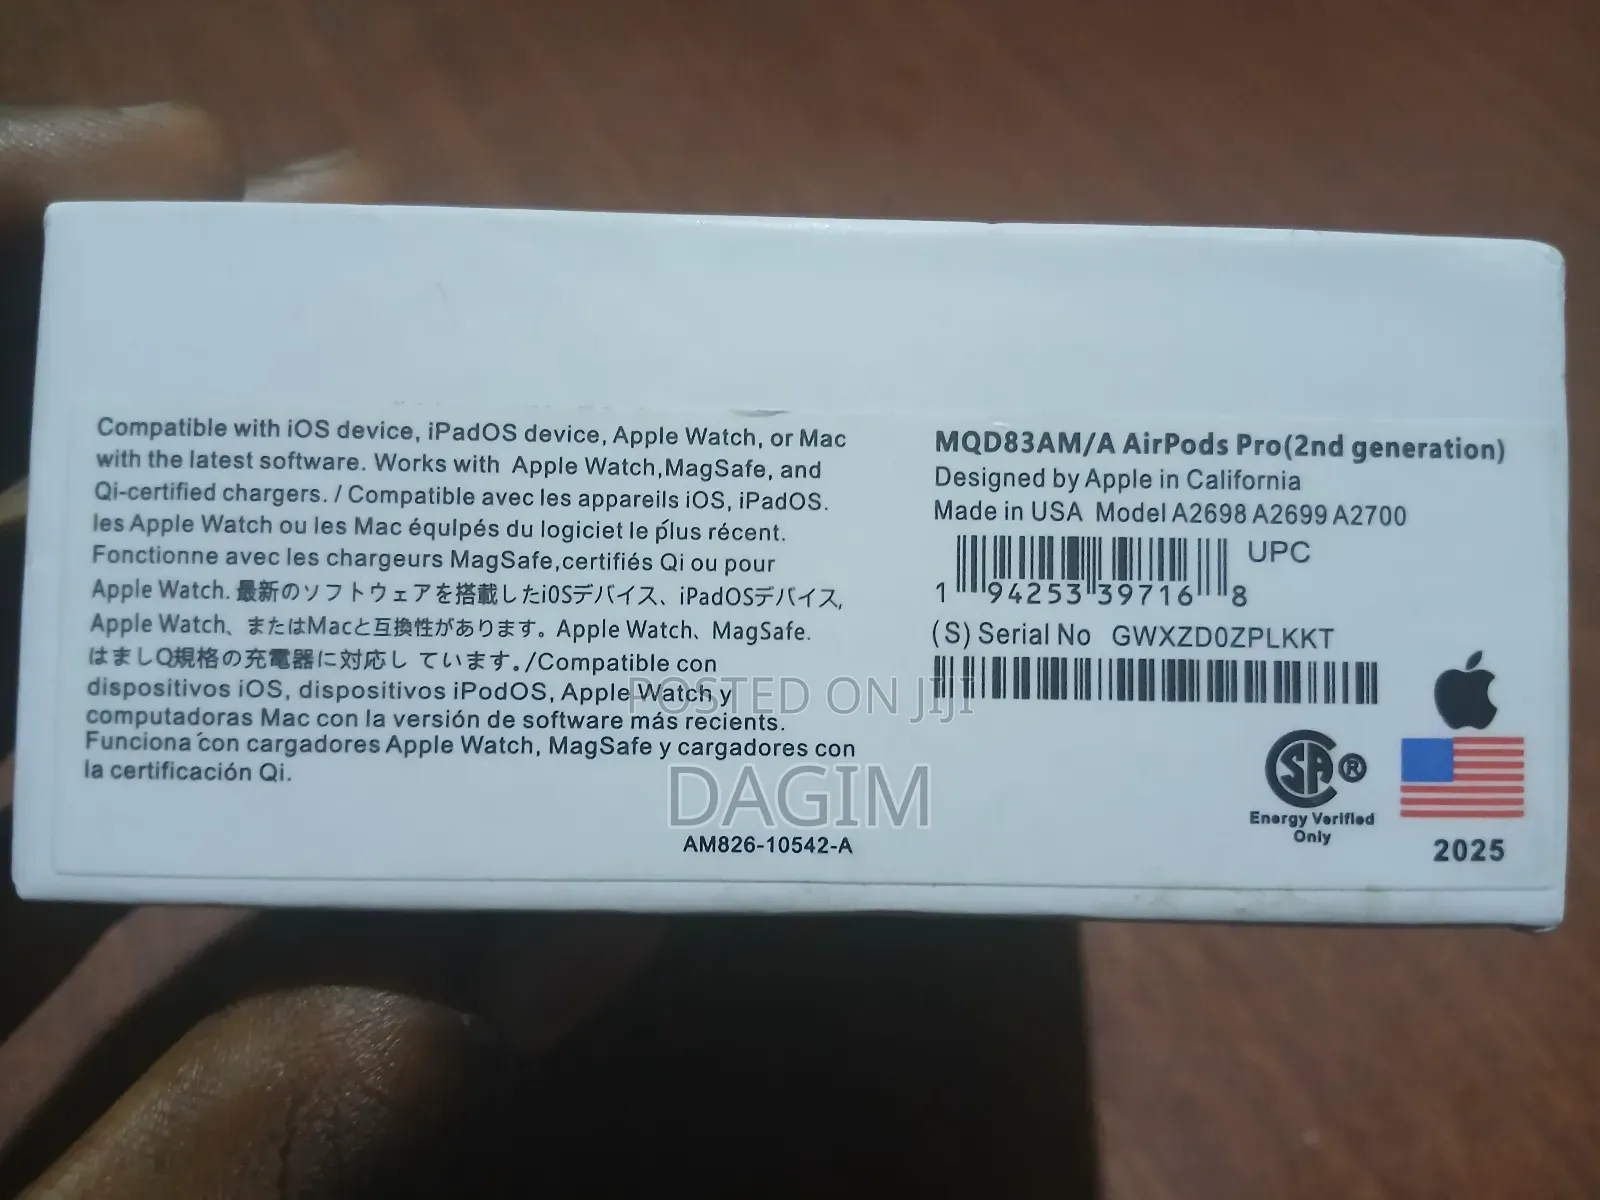 Compatible with iOS device, iPadOS device, Apple Watch, or Mac
with the latest software. Works with Apple Watch,MagSafe, and
Qi-certified chargers. / Compatible avec les appareils iOS, iPadOS.
les Apple Watch ou les Mac équlpés du logiciet le plus récent.
Fonctionne avec les chargeurs MagSafe,certifiés Qi ou pour
Apple Watch. 最新のソフトウェアを搭載したiOSデバイス、iPadOSデバイス,
Apple Watch、またはMacと互換性があります。Apple Watch、MagSafe.
はましQ規格の充電器に対応し ています。/Compatible con
dispositivos iOS, dispositivos iPodOS, Apple Watch y
computadoras Mac con la versión de software más recients.
Funciona con cargadores Apple Watch, MagSafe y cargadores con
la certificación Qi.
AM826-10542-A
MQD83AM/A AirPods Pro(2nd generation)
Designed by Apple in California
Made in USA Model A2698 A2699 A2700
UPC
1 94253 39716 8
(S) Serial No GWXZD0ZPLKKT
SA ®
Energy Verified
Only
2025
POSTED ON JIJI
DAGIM